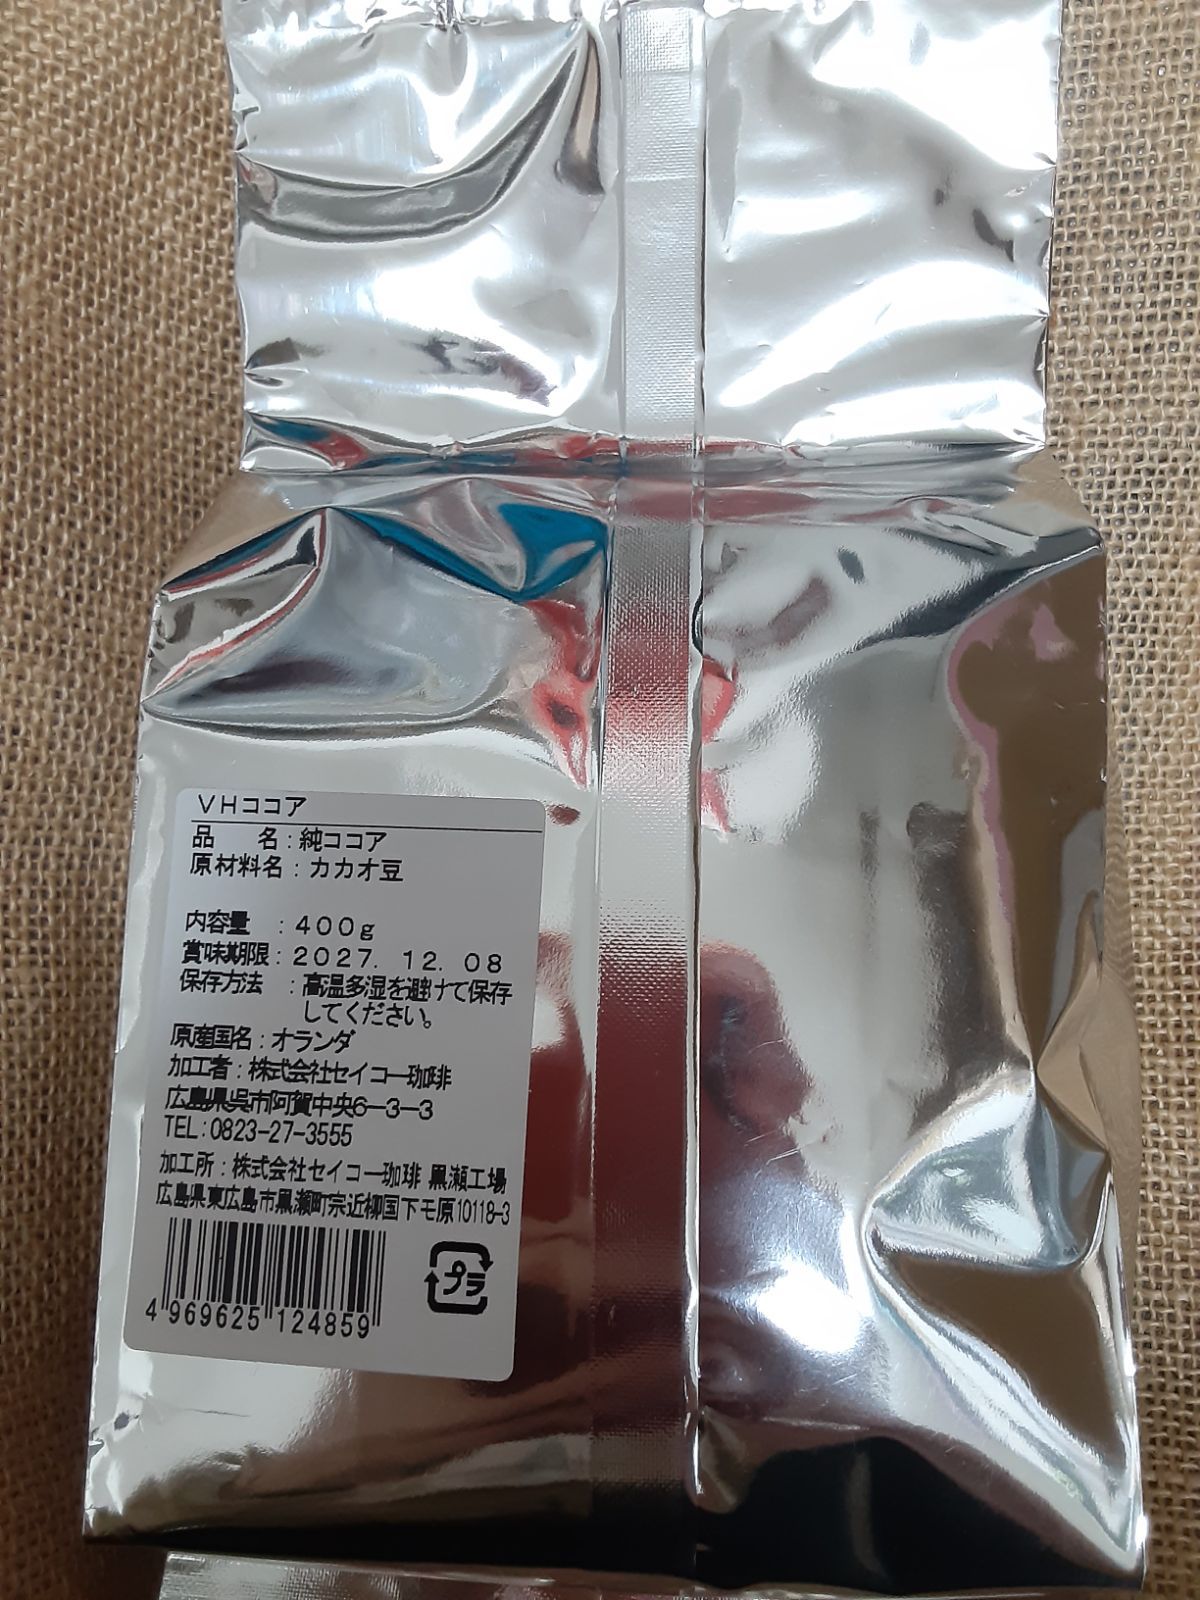 VHココア
品　名：純ココア
原材料名：カカオ豆
内容量　：400g
賞味期限：2027. 12. 08
保存方法　：高温多湿を避けて保存
してください。
原産国名：オランダ
加工者：株式会社セイコー珈琲
広島県呉市阿賀中央6-3-3
TEL:0823-27-3555
加工所：株式会社セイコー珈琲 黒瀬工場
広島県東広島市黒瀬町宗近柳国下モ原10118-3
プラ
4 969625 124859